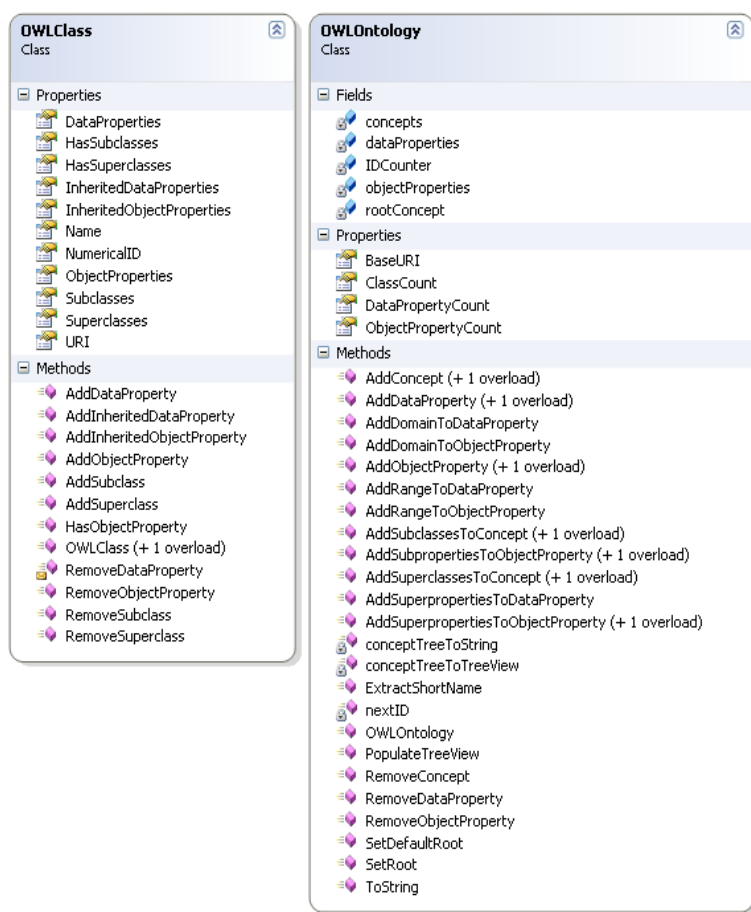 OWLClass
Class
Properties
DataProperties
HasSubclasses
HasSuperclasses
InheritedDataProperties
InheritedObjectProperties
Name
NumericalID
ObjectProperties
Subclasses
Superclasses
URI
Methods
AddDataProperty
AddInheritedDataProperty
AddInheritedObjectProperty
AddObjectProperty
AddSubclass
AddSuperclass
HasObjectProperty
OWLClass (+ 1 overload)
RemoveDataProperty
RemoveObjectProperty
RemoveSubclass
RemoveSuperclass
OWLOntology
Class
Fields
concepts
dataProperties
IDCounter
objectProperties
rootConcept
Properties
BaseURI
ClassCount
DataPropertyCount
ObjectPropertyCount
Methods
AddConcept (+ 1 overload)
AddDataProperty (+ 1 overload)
AddDomainToDataProperty
AddDomainToObjectProperty
AddObjectProperty (+ 1 overload)
AddRangeToDataProperty
AddRangeToObjectProperty
AddSubclassesToConcept (+ 1 overload)
AddSubpropertiesToObjectProperty (+ 1 overload)
AddSuperclassesToConcept (+ 1 overload)
AddSuperpropertiesToDataProperty
AddSuperpropertiesToObjectProperty (+ 1 overload)
conceptTreeToString
conceptTreeToTreeView
ExtractShortName
nextID
OWLOntology
PopulateTreeView
RemoveConcept
RemoveDataProperty
RemoveObjectProperty
SetDefaultRoot
SetRoot
ToString